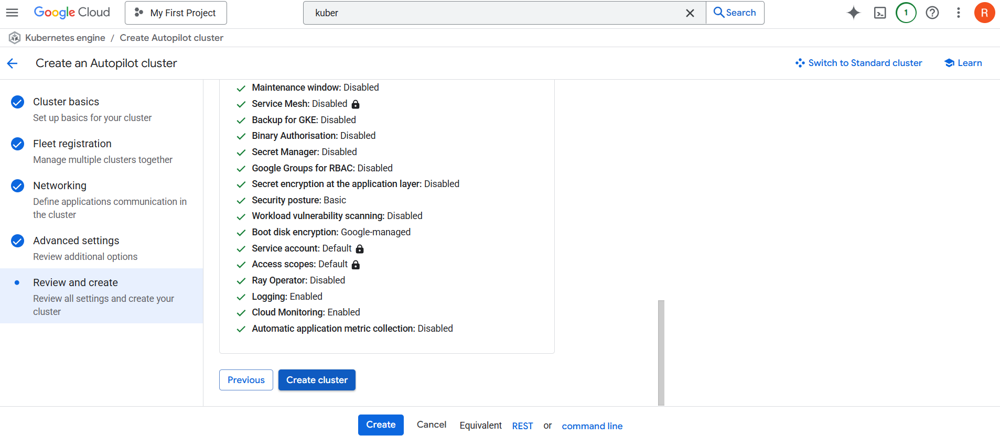 Google Cloud
My First Project
kuber
Search
1
R
Kubernetes engine / Create Autopilot cluster
Create an Autopilot cluster
Switch to Standard cluster
Learn
Cluster basics
Set up basics for your cluster
Fleet registration
Manage multiple clusters together
Networking
Define applications communication in
the cluster
Advanced settings
Review additional options
Review and create
Review all settings and create your
cluster
Maintenance window: Disabled
Service Mesh: Disabled
Backup for GKE: Disabled
Binary Authorisation: Disabled
Secret Manager: Disabled
Google Groups for RBAC: Disabled
Secret encryption at the application layer: Disabled
Security posture: Basic
Workload vulnerability scanning: Disabled
Boot disk encryption: Google-managed
Service account: Default
Access scopes: Default
Ray Operator: Disabled
Logging: Enabled
Cloud Monitoring: Enabled
Automatic application metric collection: Disabled
Previous
Create cluster
Create
Cancel
Equivalent REST or command line